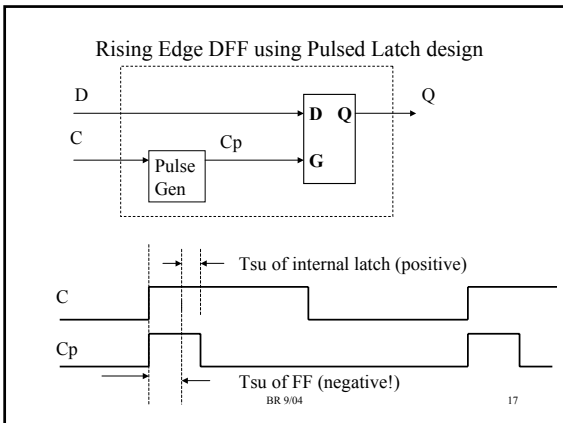 Rising Edge DFF using Pulsed Latch design
D
Q
D Q
C
Cp
Pulse
Gen
G
Tsu of internal latch (positive)
C
Cp
Tsu of FF (negative!)
BR 9/04
17